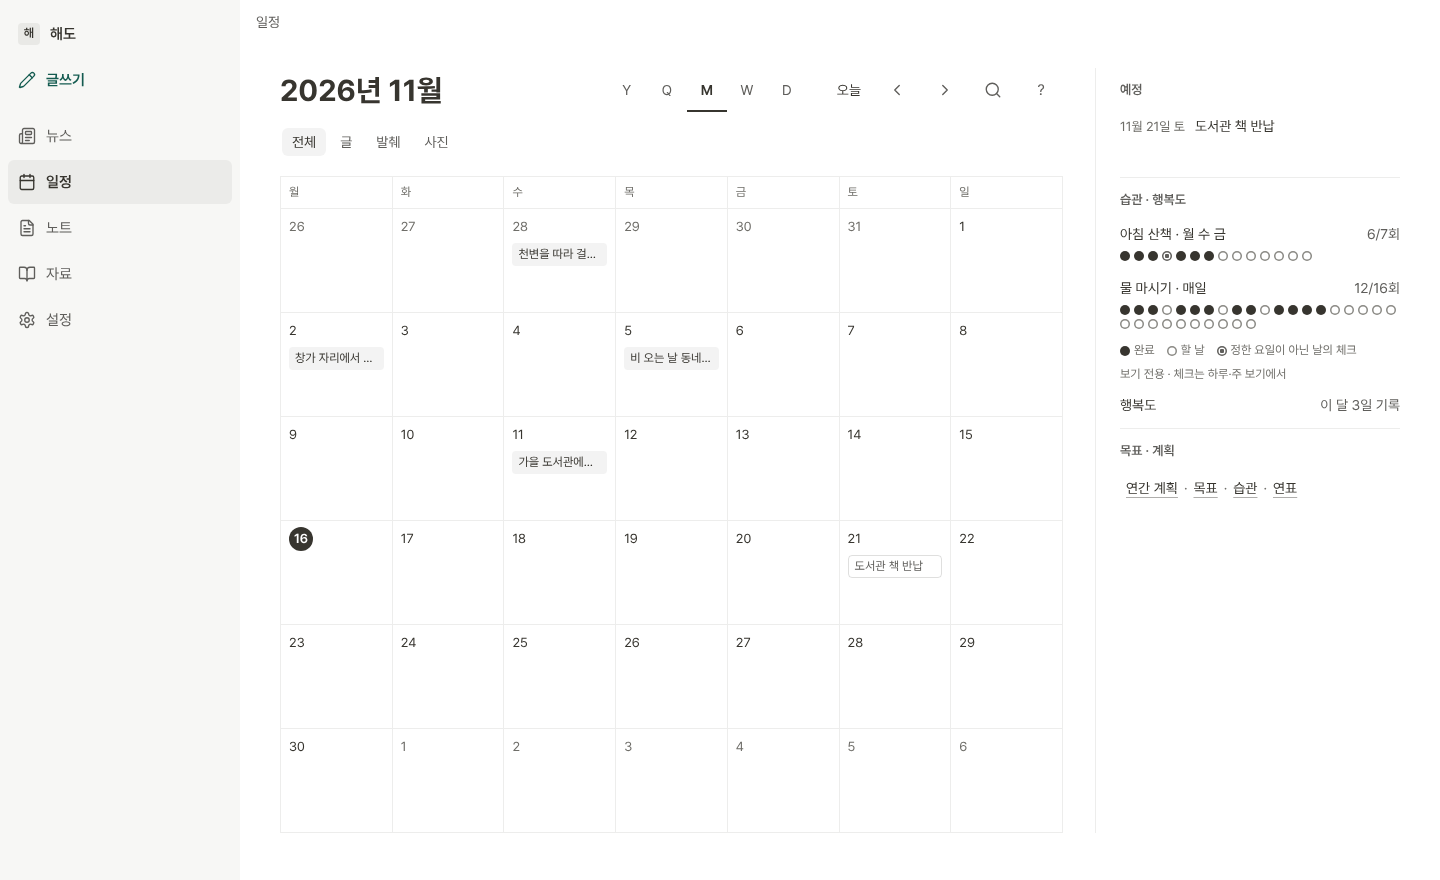 해 해도
글쓰기
뉴스
일정
노트
자료
설정
일정
2026년 11월
Y Q M W D 오늘 ?
전체 글 발췌 사진
월 화 수 목 금 토 일
26 27 28 29 30 31 1
천변을 따라 걸...
2 3 4 5 6 7 8
창가 자리에서 ... 비 오는 날 동네...
9 10 11 12 13 14 15
가을 도서관에...
16 17 18 19 20 21 22
도서관 책 반납
23 24 25 26 27 28 29
30 1 2 3 4 5 6
예정
11월 21일 토 도서관 책 반납
습관 · 행복도
아침 산책 · 월 수 금 6/7회
물 마시기 · 매일 12/16회
완료 할 날 정한 요일이 아닌 날의 체크
보기 전용 · 체크는 하루·주 보기에서
행복도 이 달 3일 기록
목표 · 계획
연간 계획 · 목표 · 습관 · 연표